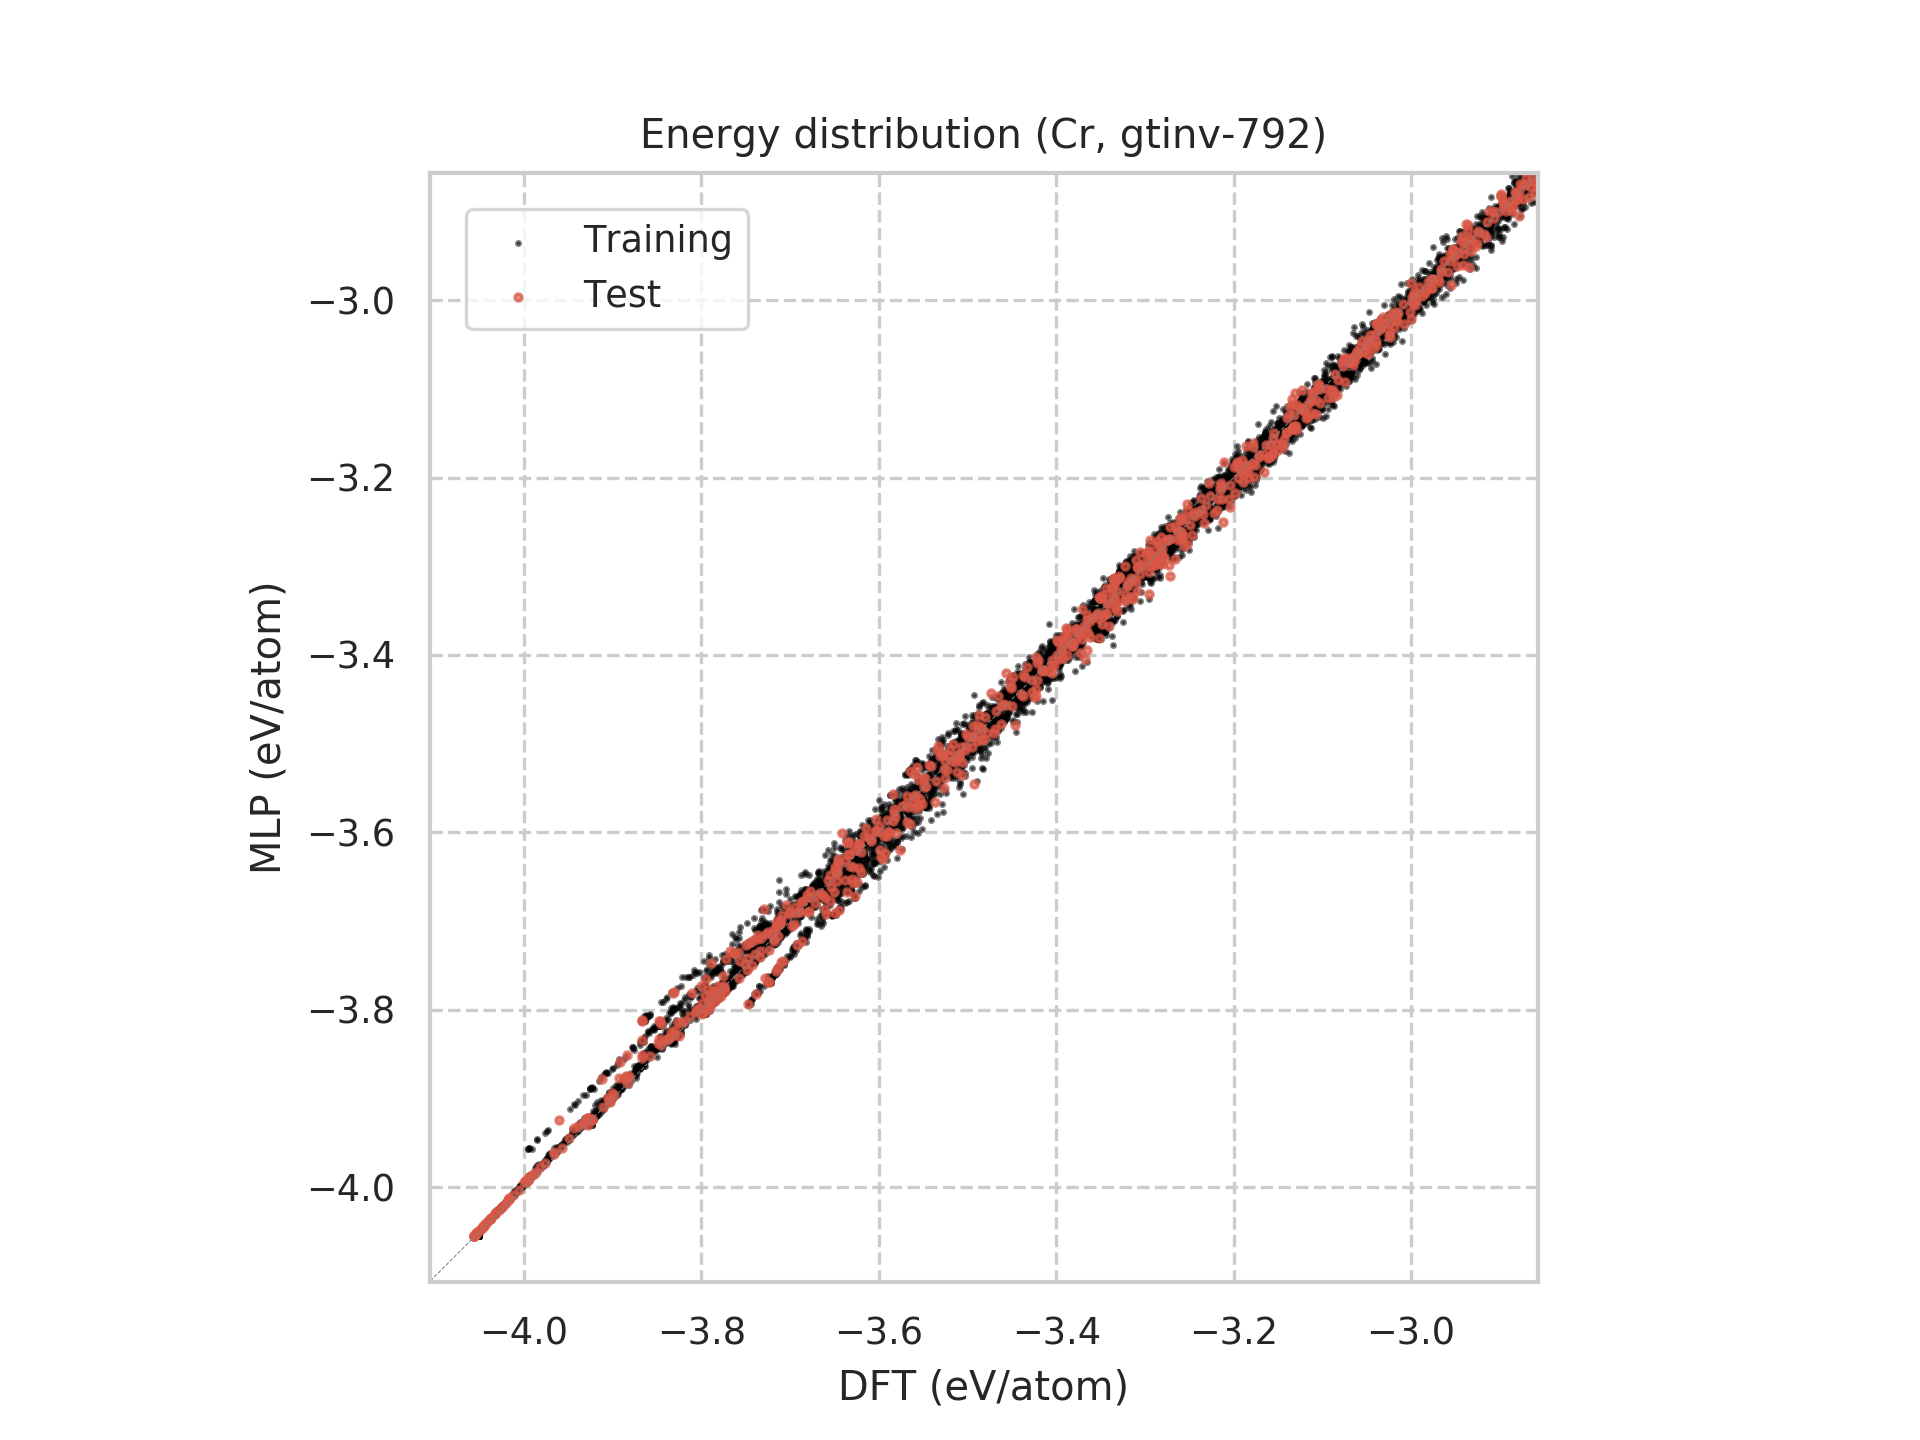 Energy distribution (Cr, gtinv-792)
Training
Test
MLP (eV/atom)
−3.0
−3.2
−3.4
−3.6
−3.8
−4.0
−4.0 −3.8 −3.6 −3.4 −3.2 −3.0
DFT (eV/atom)